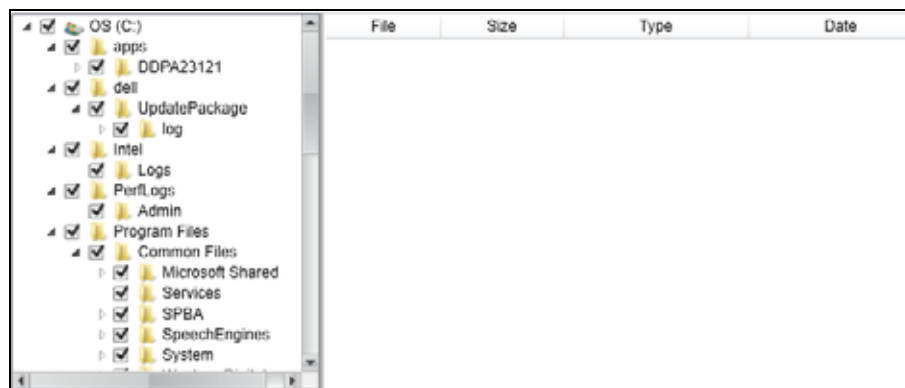 OS (C:)
File Size Type Date
apps
DDPA23121
dell
UpdatePackage
log
Intel
Logs
PerfLogs
Admin
Program Files
Common Files
Microsoft Shared
Services
SPBA
SpeechEngines
System